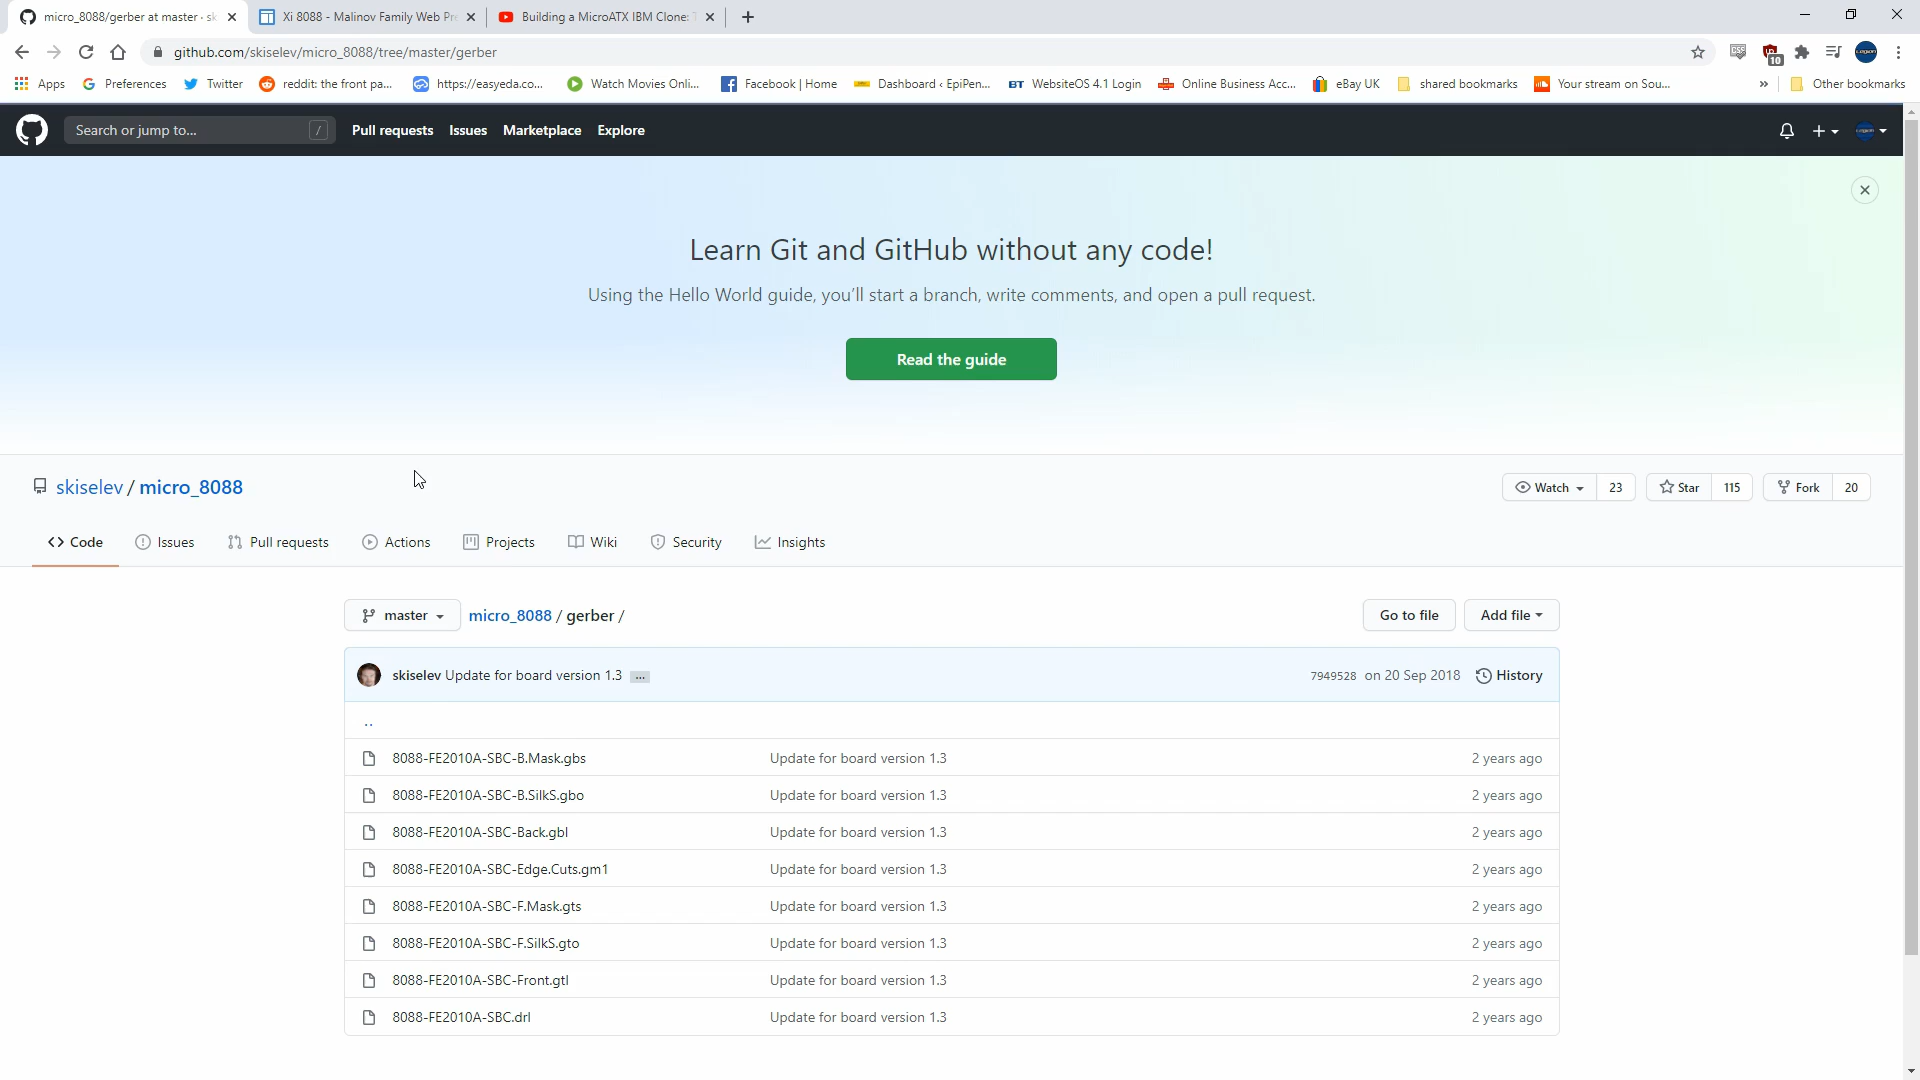 micro_8088/gerber at master · sk
Xi 8088 - Malinov Family Web Pre
Building a MicroATX IBM Clone:
github.com/skiselev/micro_8088/tree/master/gerber
10
Apps
Preferences
Twitter
reddit: the front pa...
https://easyeda.co...
Watch Movies Onli...
Facebook | Home
Dashboard ‹ EpiPen...
BT WebsiteOS 4.1 Login
Online Business Acc...
eBay UK
shared bookmarks
Your stream on Sou...
»
Other bookmarks
Search or jump to... /
Pull requests
Issues
Marketplace
Explore
Learn Git and GitHub without any code!
Using the Hello World guide, you'll start a branch, write comments, and open a pull request.
Read the guide
skiselev / micro_8088
Watch 23
Star 115
Fork 20
<> Code
Issues
Pull requests
Actions
Projects
Wiki
Security
Insights
master
micro_8088 / gerber /
Go to file
Add file
skiselev Update for board version 1.3 ...
7949528 on 20 Sep 2018
History
..
8088-FE2010A-SBC-B.Mask.gbs Update for board version 1.3 2 years ago
8088-FE2010A-SBC-B.SilkS.gbo Update for board version 1.3 2 years ago
8088-FE2010A-SBC-Back.gbl Update for board version 1.3 2 years ago
8088-FE2010A-SBC-Edge.Cuts.gm1 Update for board version 1.3 2 years ago
8088-FE2010A-SBC-F.Mask.gts Update for board version 1.3 2 years ago
8088-FE2010A-SBC-F.SilkS.gto Update for board version 1.3 2 years ago
8088-FE2010A-SBC-Front.gtl Update for board version 1.3 2 years ago
8088-FE2010A-SBC.drl Update for board version 1.3 2 years ago